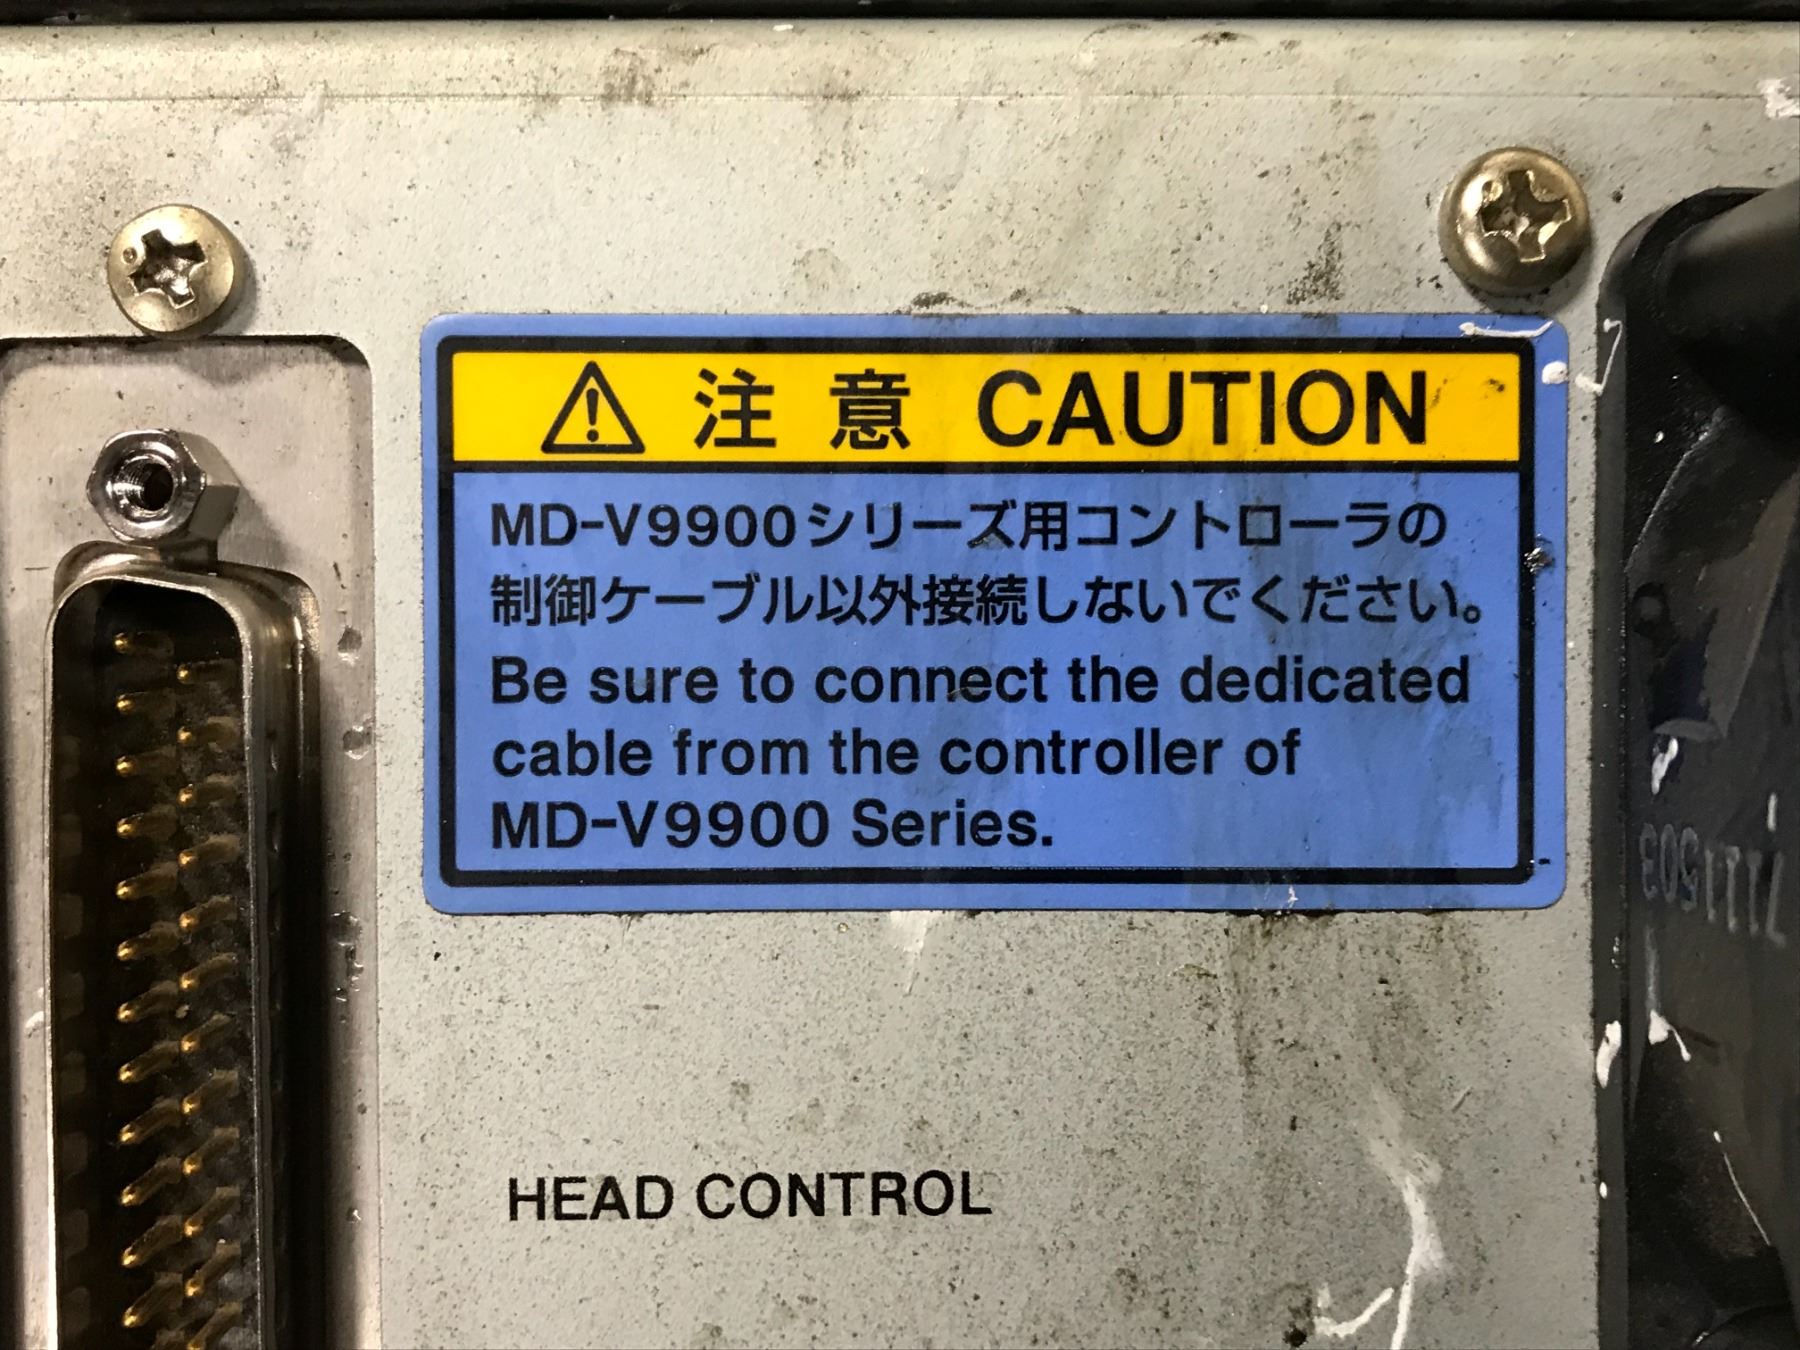 注意 CAUTION
MD-V9900シリーズ用コントローラの
制御ケーブル以外接続しないでください。
Be sure to connect the dedicated
cable from the controller of
MD-V9900 Series.
HEAD CONTROL
7111503